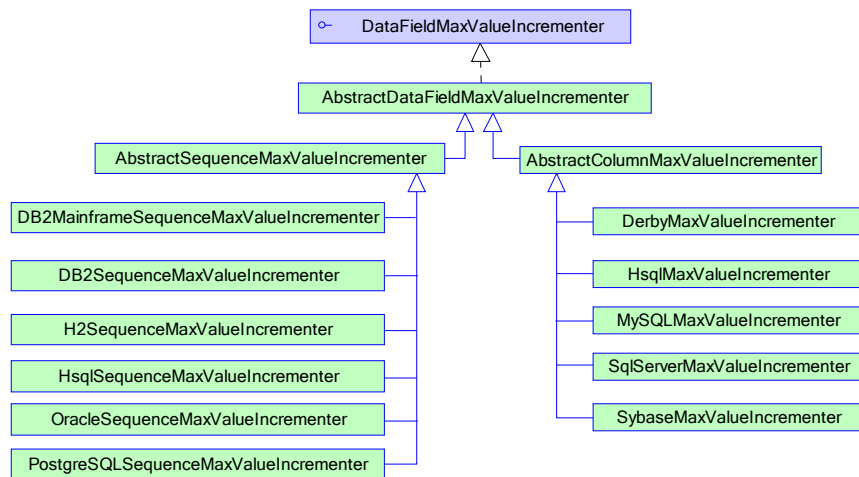 DataFieldMaxValueIncrementer
AbstractDataFieldMaxValueIncrementer
AbstractSequenceMaxValueIncrementer
AbstractColumnMaxValueIncrementer
DB2MainframeSequenceMaxValueIncrementer
DB2SequenceMaxValueIncrementer
H2SequenceMaxValueIncrementer
HsqlSequenceMaxValueIncrementer
OracleSequenceMaxValueIncrementer
PostgreSQLSequenceMaxValueIncrementer
DerbyMaxValueIncrementer
HsqlMaxValueIncrementer
MySQLMaxValueIncrementer
SqlServerMaxValueIncrementer
SybaseMaxValueIncrementer